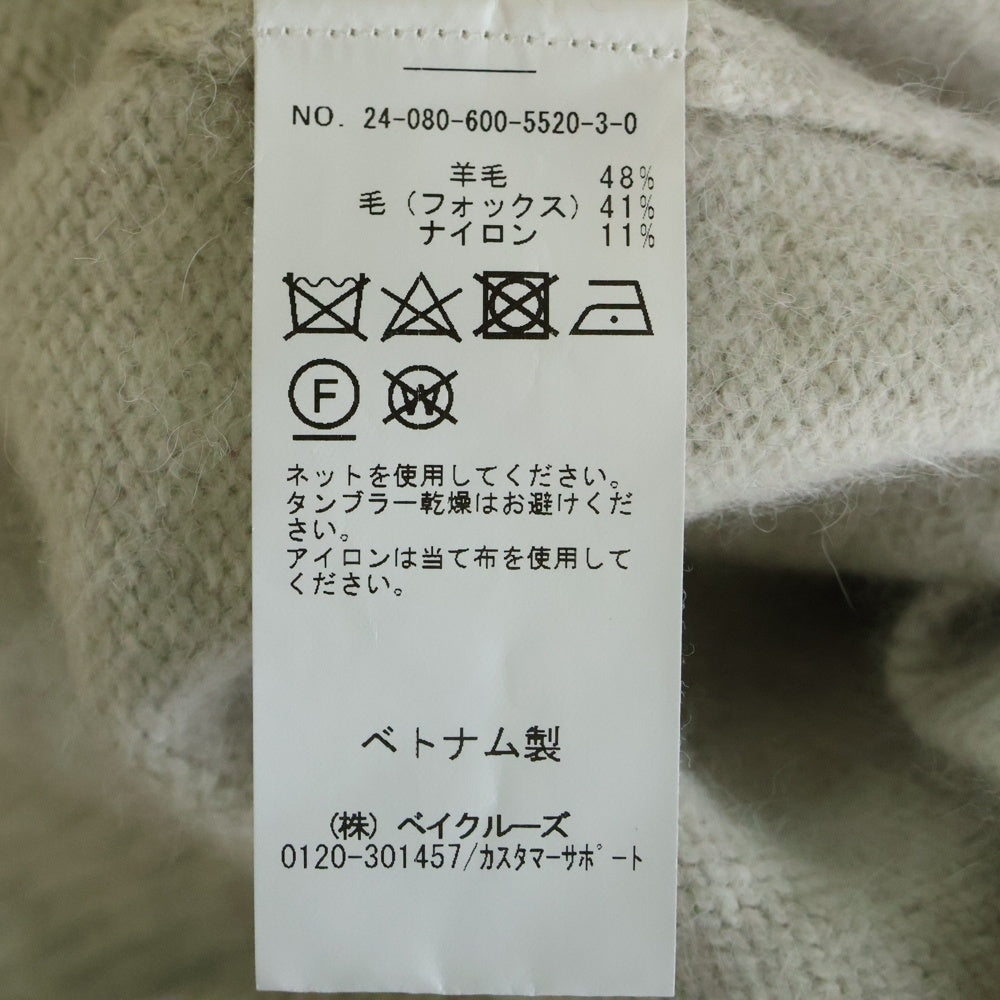 NO. 24-080-600-5520-3-0
羊毛 48%
毛（フォックス）41%
ナイロン 11%
F
W
ネットを使用してください。
タンブラー乾燥はお避けくだ
さい。
アイロンは当て布を使用して
ください。
ベトナム製
（株）ベイクルーズ
0120-301457/ｶｽﾀﾏｰｻﾎﾟｰﾄ